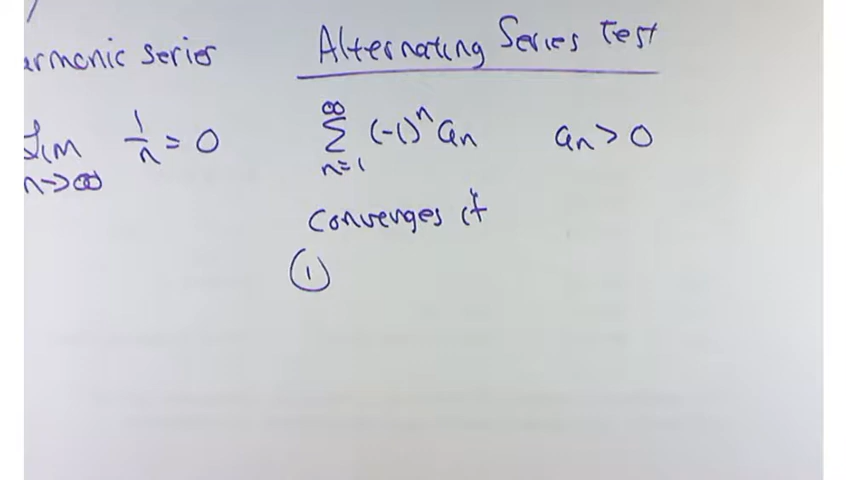 armonic series
lim 1/n = 0
n->∞
Alternating Series Test
∞
Σ (-1)^n an an > 0
n=1
Converges if
①